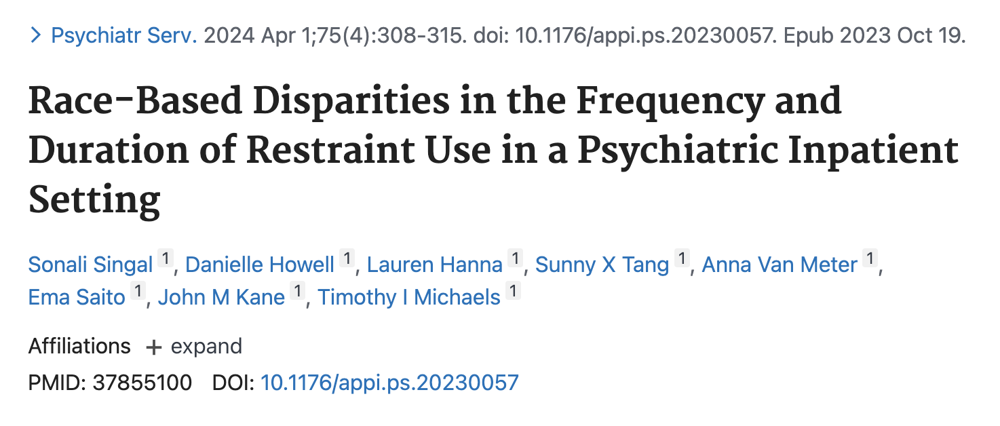 > Psychiatr Serv. 2024 Apr 1;75(4):308-315. doi: 10.1176/appi.ps.20230057. Epub 2023 Oct 19.
Race-Based Disparities in the Frequency and
Duration of Restraint Use in a Psychiatric Inpatient
Setting
Sonali Singal 1, Danielle Howell 1, Lauren Hanna 1, Sunny X Tang 1, Anna Van Meter 1,
Ema Saito 1, John M Kane 1, Timothy I Michaels 1
Affiliations + expand
PMID: 37855100 DOI: 10.1176/appi.ps.20230057